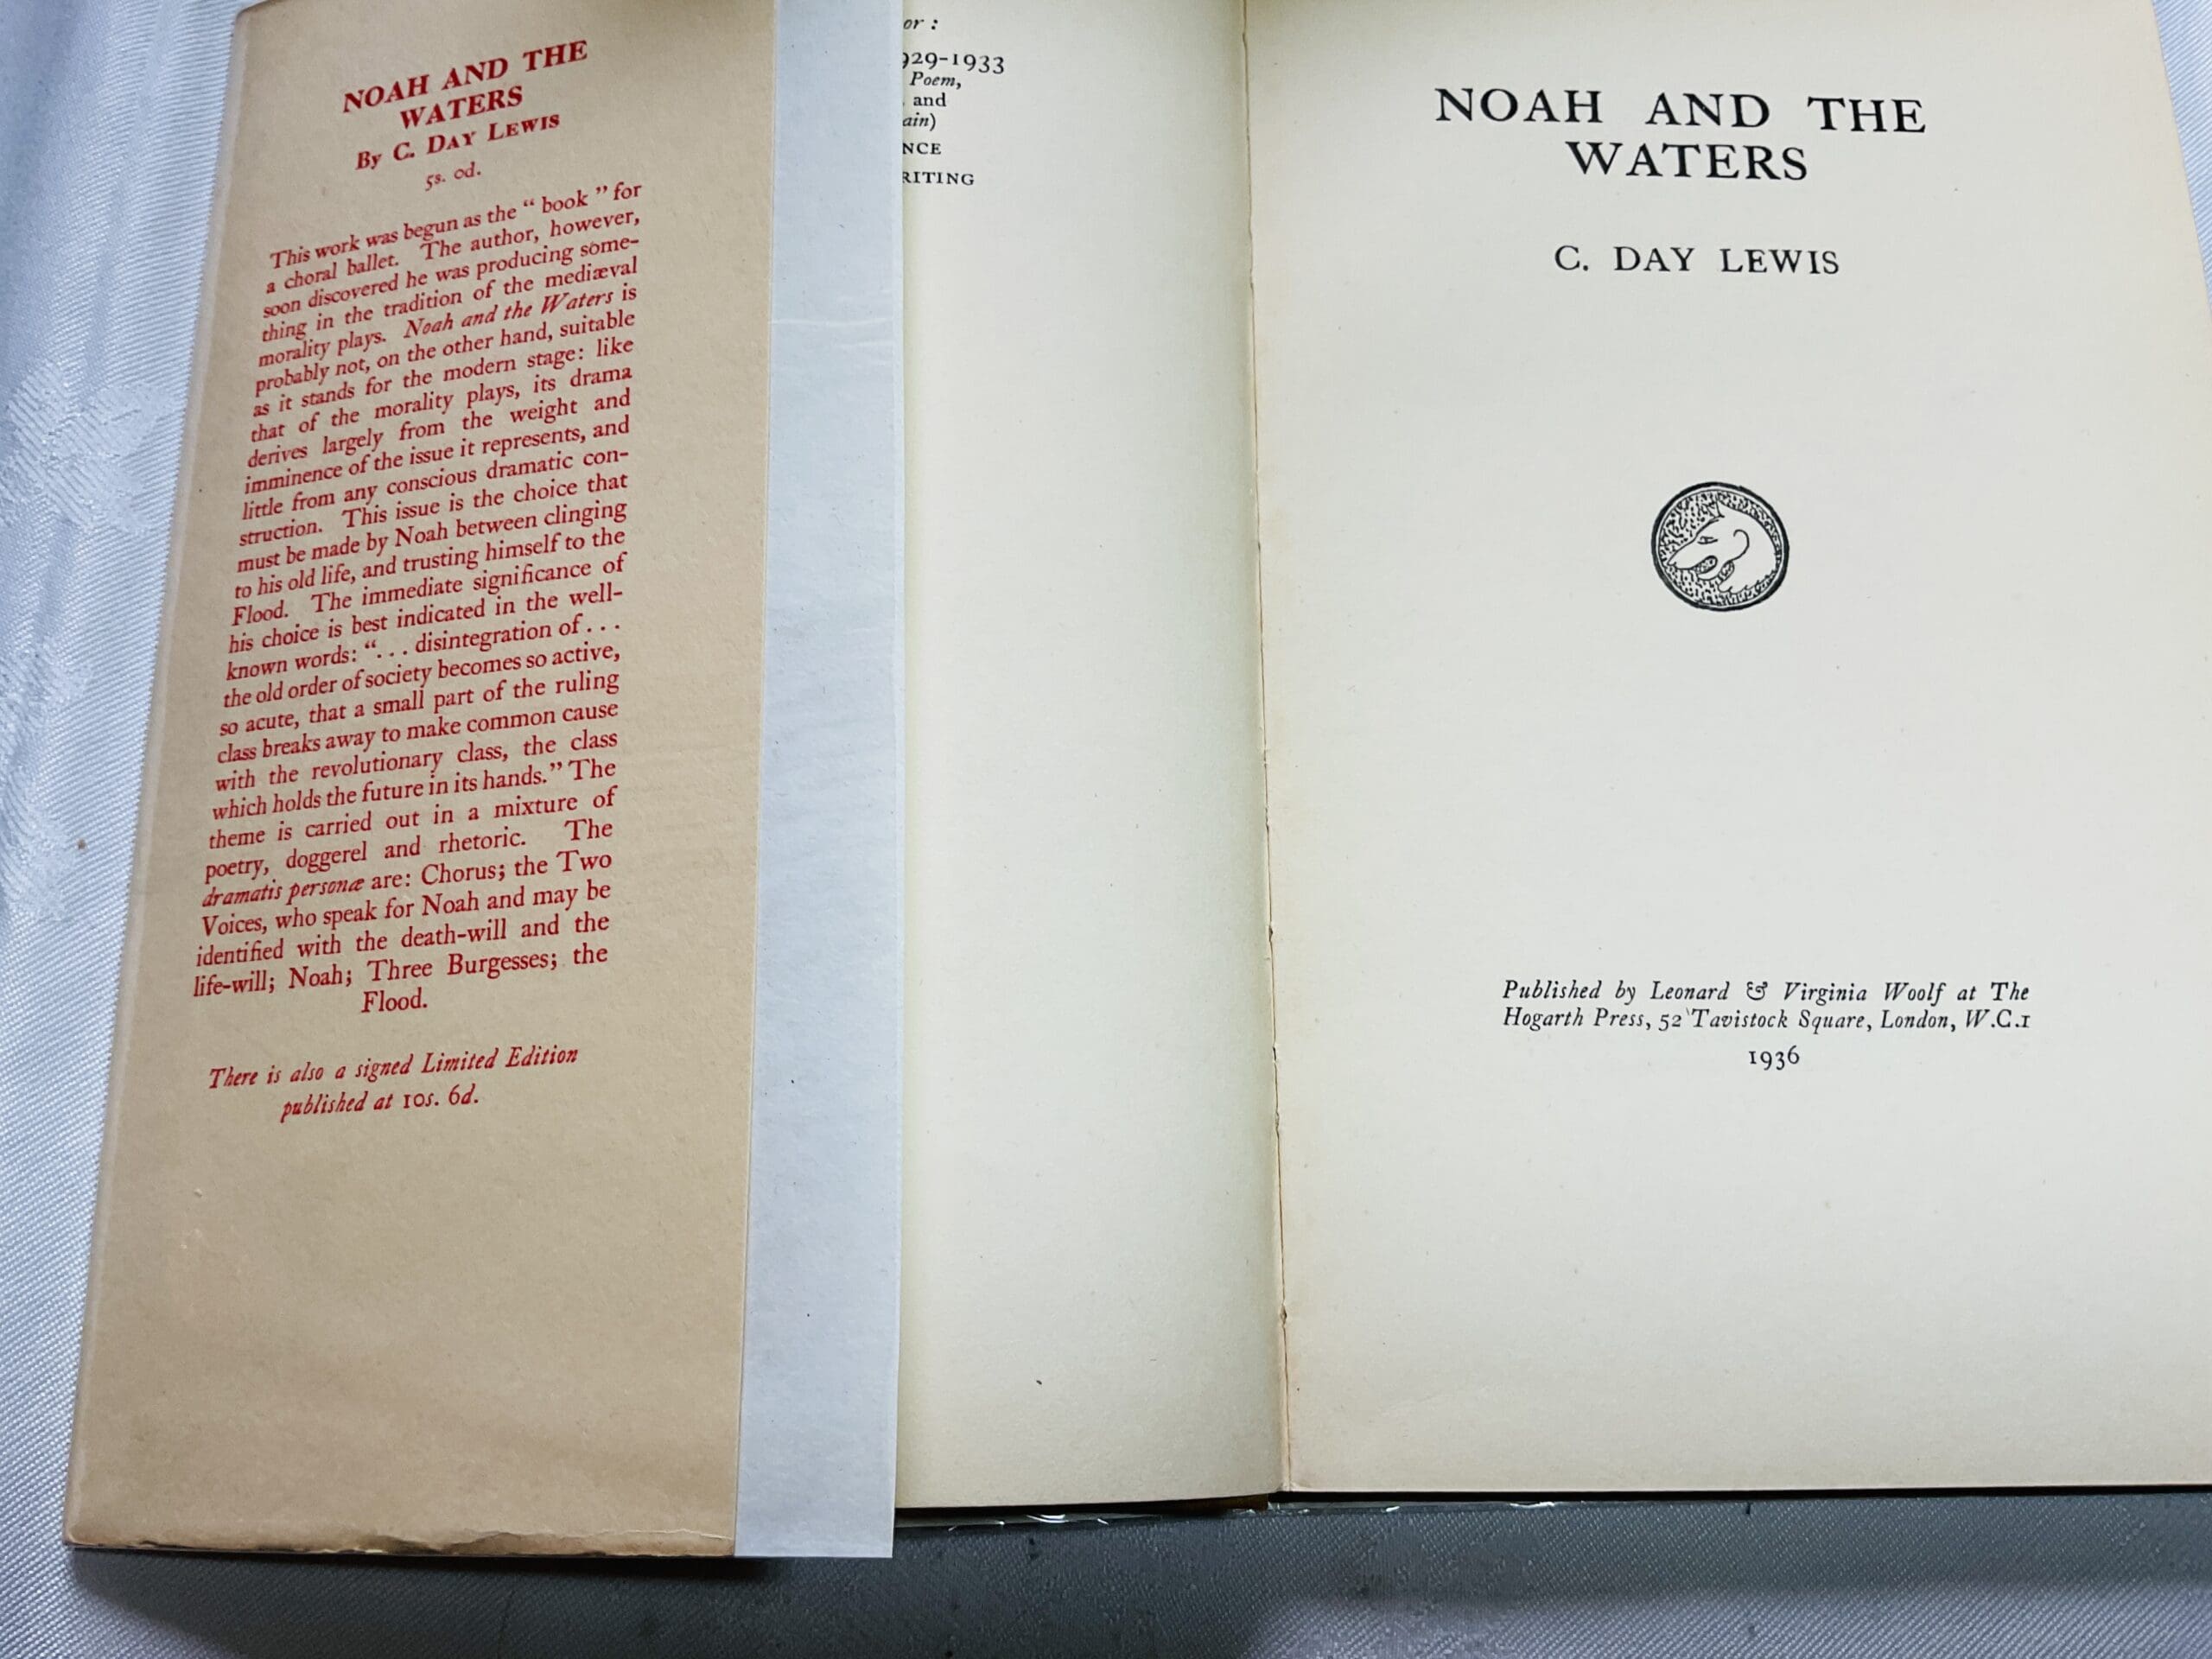 NOAH AND THE
WATERS
By C. DAY LEWIS
5s. 0d.
This work was begun as the “ book ” for
a choral ballet. The author, however,
soon discovered he was producing some-
thing in the tradition of the mediæval
morality plays. Noah and the Waters is
probably not, on the other hand, suitable
as it stands for the modern stage: like
that of the morality plays, its drama
derives largely from the weight and
imminence of the issue it represents, and
little from any conscious dramatic con-
struction. This issue is the choice that
must be made by Noah between clinging
to his old life, and trusting himself to the
Flood. The immediate significance of
his choice is best indicated in the well-
known words: “. . . disintegration of . . .
the old order of society becomes so active,
so acute, that a small part of the ruling
class breaks away to make common cause
with the revolutionary class, the class
which holds the future in its hands.” The
theme is carried out in a mixture of
poetry, doggerel and rhetoric. The
dramatis personæ are: Chorus; the Two
Voices, who speak for Noah and may be
identified with the death-will and the
life-will; Noah; Three Burgesses; the
Flood.
There is also a signed Limited Edition
published at 10s. 6d.
or :
929-1933
Poem,
and
ain)
NCE
RITING
NOAH AND THE
WATERS
C. DAY LEWIS
Published by Leonard & Virginia Woolf at The
Hogarth Press, 52 Tavistock Square, London, W.C.1
1936